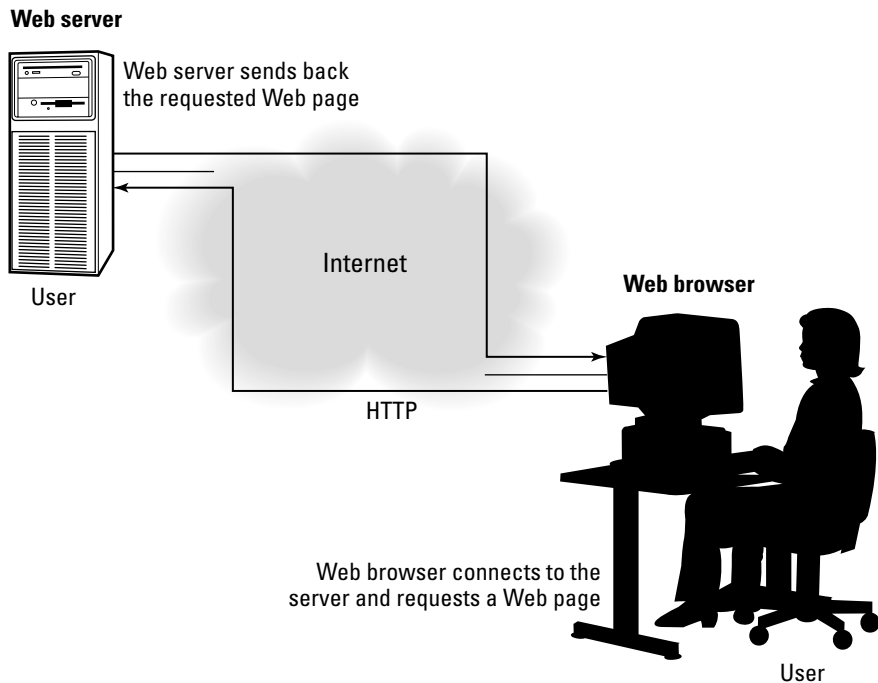 Web server
Web server sends back
the requested Web page
Internet
User
Web browser
HTTP
Web browser connects to the
server and requests a Web page
User